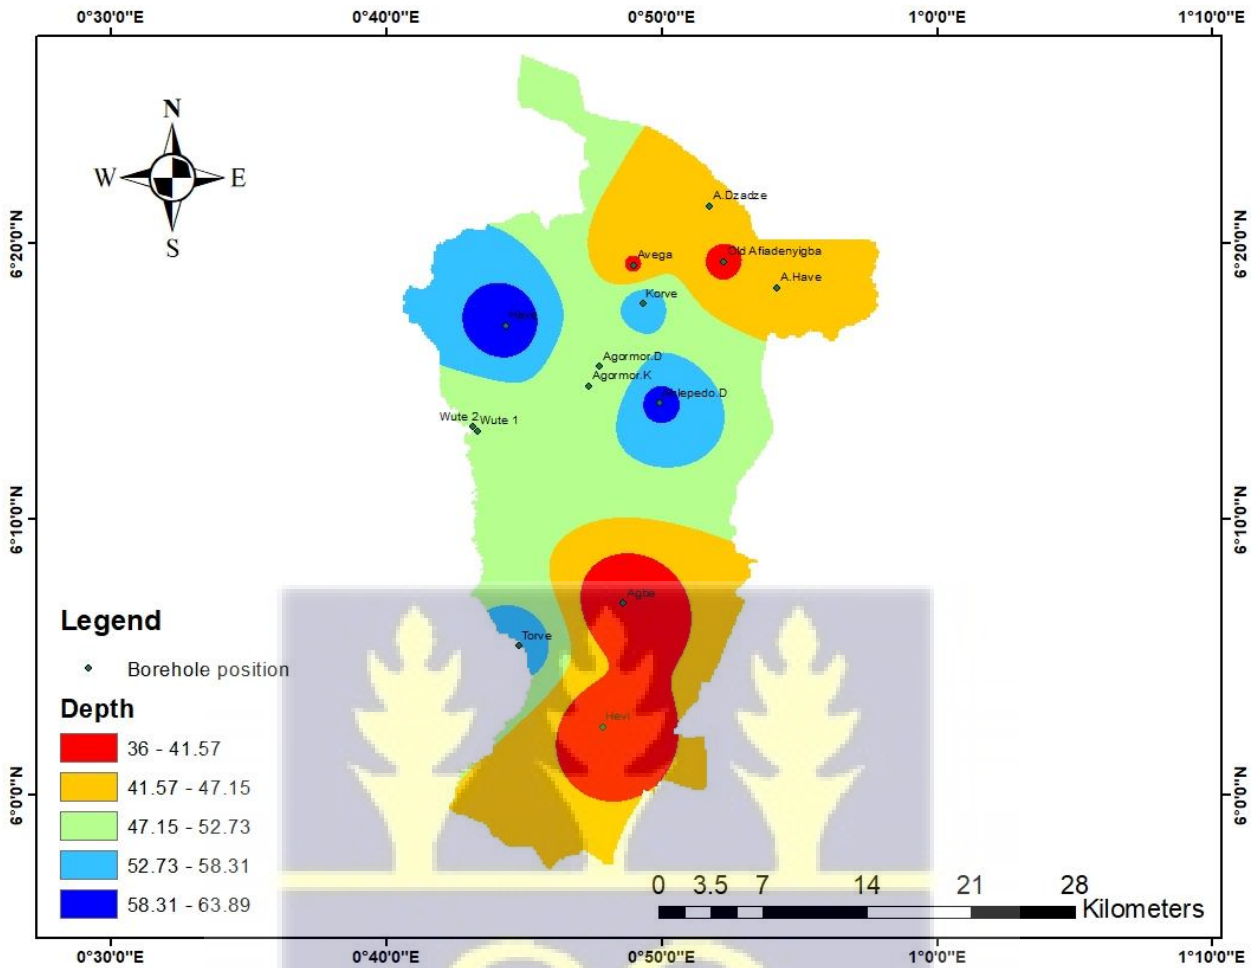 0°30'0"E 0°40'0"E 0°50'0"E 1°00'0"E 1°10'0"E
N
W E
S
6°20'0"N
6°20'0"N
A.Dzadze
Old Afiadenyigba
Avega
A.Have
Korve
Agormor.D
Agormor.K
Wute 2 Wute 1
6°10'0"N
6°10'0"N
Agbe
Torve
Hevi
6°0'0"N
6°0'0"N
Legend
Borehole position
Depth
36 - 41.57
41.57 - 47.15
47.15 - 52.73
52.73 - 58.31
58.31 - 63.89
0 3.5 7 14 21 28
Kilometers
0°30'0"E 0°40'0"E 0°50'0"E 1°00'0"E 1°10'0"E